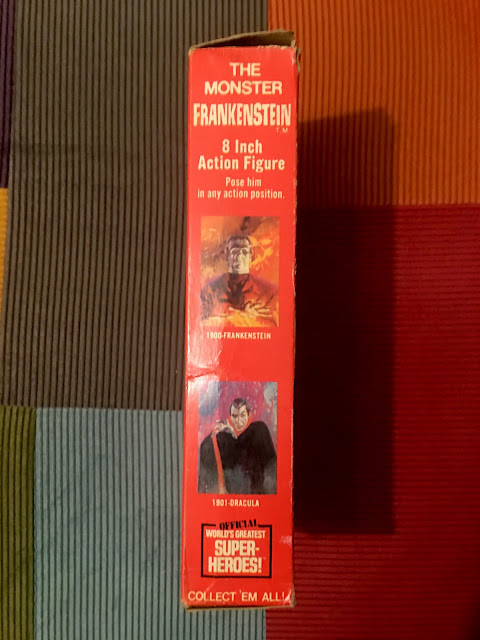 THE
MONSTER
FRANKENSTEIN
T.M.
8 Inch
Action Figure
Pose him
in any action position.
1900-FRANKENSTEIN
1901-DRACULA
OFFICIAL
WORLD'S GREATEST
SUPER-
HEROES!
COLLECT 'EM ALL!